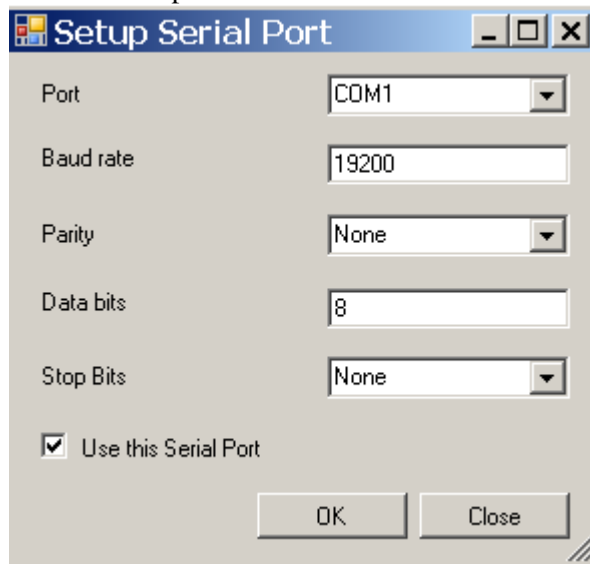 Setup Serial Port
Port COM1
Baud rate 19200
Parity None
Data bits 8
Stop Bits None
Use this Serial Port
OK Close